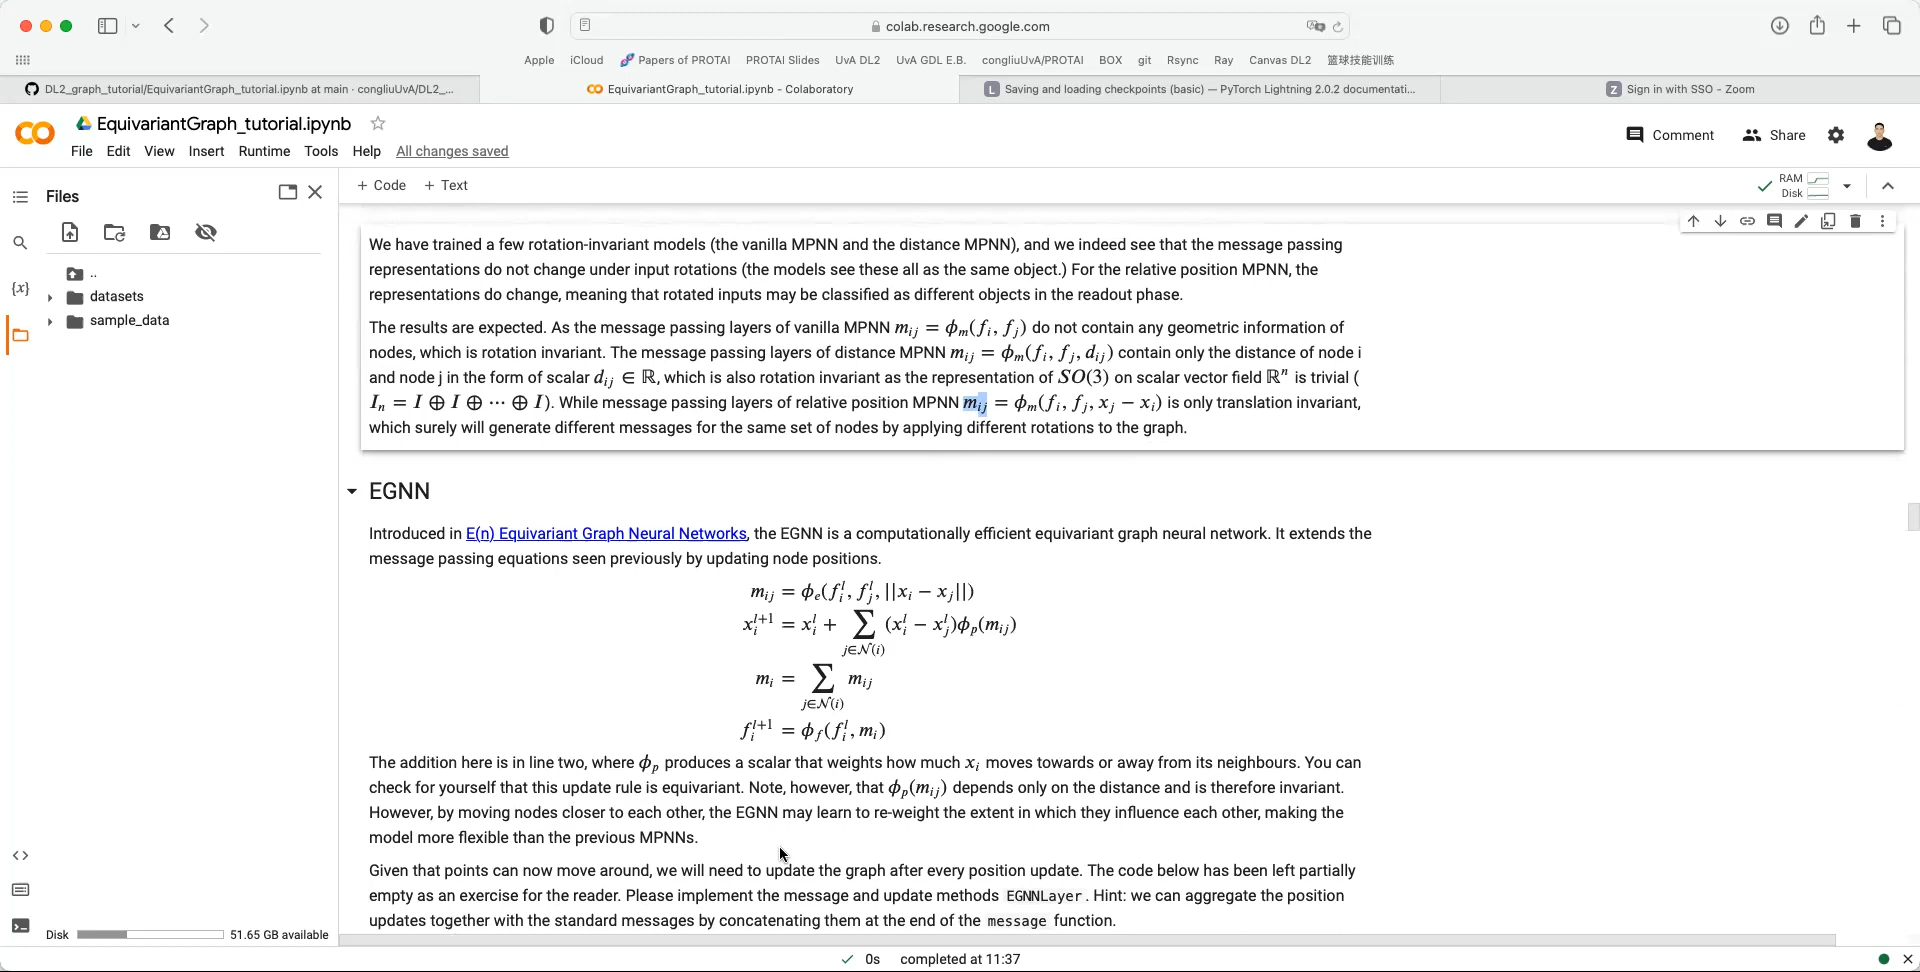 colab.research.google.com
Apple iCloud Papers of PROTAI PROTAI Slides UvA DL2 UvA GDL E.B. congliuUvA/PROTAI BOX git Rsync Ray Canvas DL2 篮球技能训练
DL2_graph_tutorial/EquivariantGraph_tutorial.ipynb at main · congliuUvA/DL2_... EquivariantGraph_tutorial.ipynb - Colaboratory L Saving and loading checkpoints (basic) — PyTorch Lightning 2.0.2 documentati... Z Sign in with SSO - Zoom
EquivariantGraph_tutorial.ipynb
Comment Share
File Edit View Insert Runtime Tools Help All changes saved
Files
+ Code + Text
RAM
Disk
..
{x}
datasets
sample_data
We have trained a few rotation-invariant models (the vanilla MPNN and the distance MPNN), and we indeed see that the message passing
representations do not change under input rotations (the models see these all as the same object.) For the relative position MPNN, the
representations do change, meaning that rotated inputs may be classified as different objects in the readout phase.
The results are expected. As the message passing layers of vanilla MPNN m_{ij} = ϕ_m(f_i, f_j) do not contain any geometric information of
nodes, which is rotation invariant. The message passing layers of distance MPNN m_{ij} = ϕ_m(f_i, f_j, d_{ij}) contain only the distance of node i
and node j in the form of scalar d_{ij} ∈ ℝ, which is also rotation invariant as the representation of SO(3) on scalar vector field ℝ^n is trivial (
I_n = I ⊕ I ⊕ ⋯ ⊕ I). While message passing layers of relative position MPNN m_{ij} = ϕ_m(f_i, f_j, x_j − x_i) is only translation invariant,
which surely will generate different messages for the same set of nodes by applying different rotations to the graph.
EGNN
Introduced in E(n) Equivariant Graph Neural Networks, the EGNN is a computationally efficient equivariant graph neural network. It extends the
message passing equations seen previously by updating node positions.
m_{ij} = ϕ_e(f_i^l, f_j^l, ||x_i − x_j||)
x_i^{l+1} = x_i^l + ∑_{j∈𝒩(i)} (x_i^l − x_j^l)ϕ_p(m_{ij})
m_i = ∑_{j∈𝒩(i)} m_{ij}
f_i^{l+1} = ϕ_f(f_i^l, m_i)
The addition here is in line two, where ϕ_p produces a scalar that weights how much x_i moves towards or away from its neighbours. You can
check for yourself that this update rule is equivariant. Note, however, that ϕ_p(m_{ij}) depends only on the distance and is therefore invariant.
However, by moving nodes closer to each other, the EGNN may learn to re-weight the extent in which they influence each other, making the
model more flexible than the previous MPNNs.
Given that points can now move around, we will need to update the graph after every position update. The code below has been left partially
empty as an exercise for the reader. Please implement the message and update methods EGNNLayer. Hint: we can aggregate the position
updates together with the standard messages by concatenating them at the end of the message function.
Disk 51.65 GB available
0s completed at 11:37